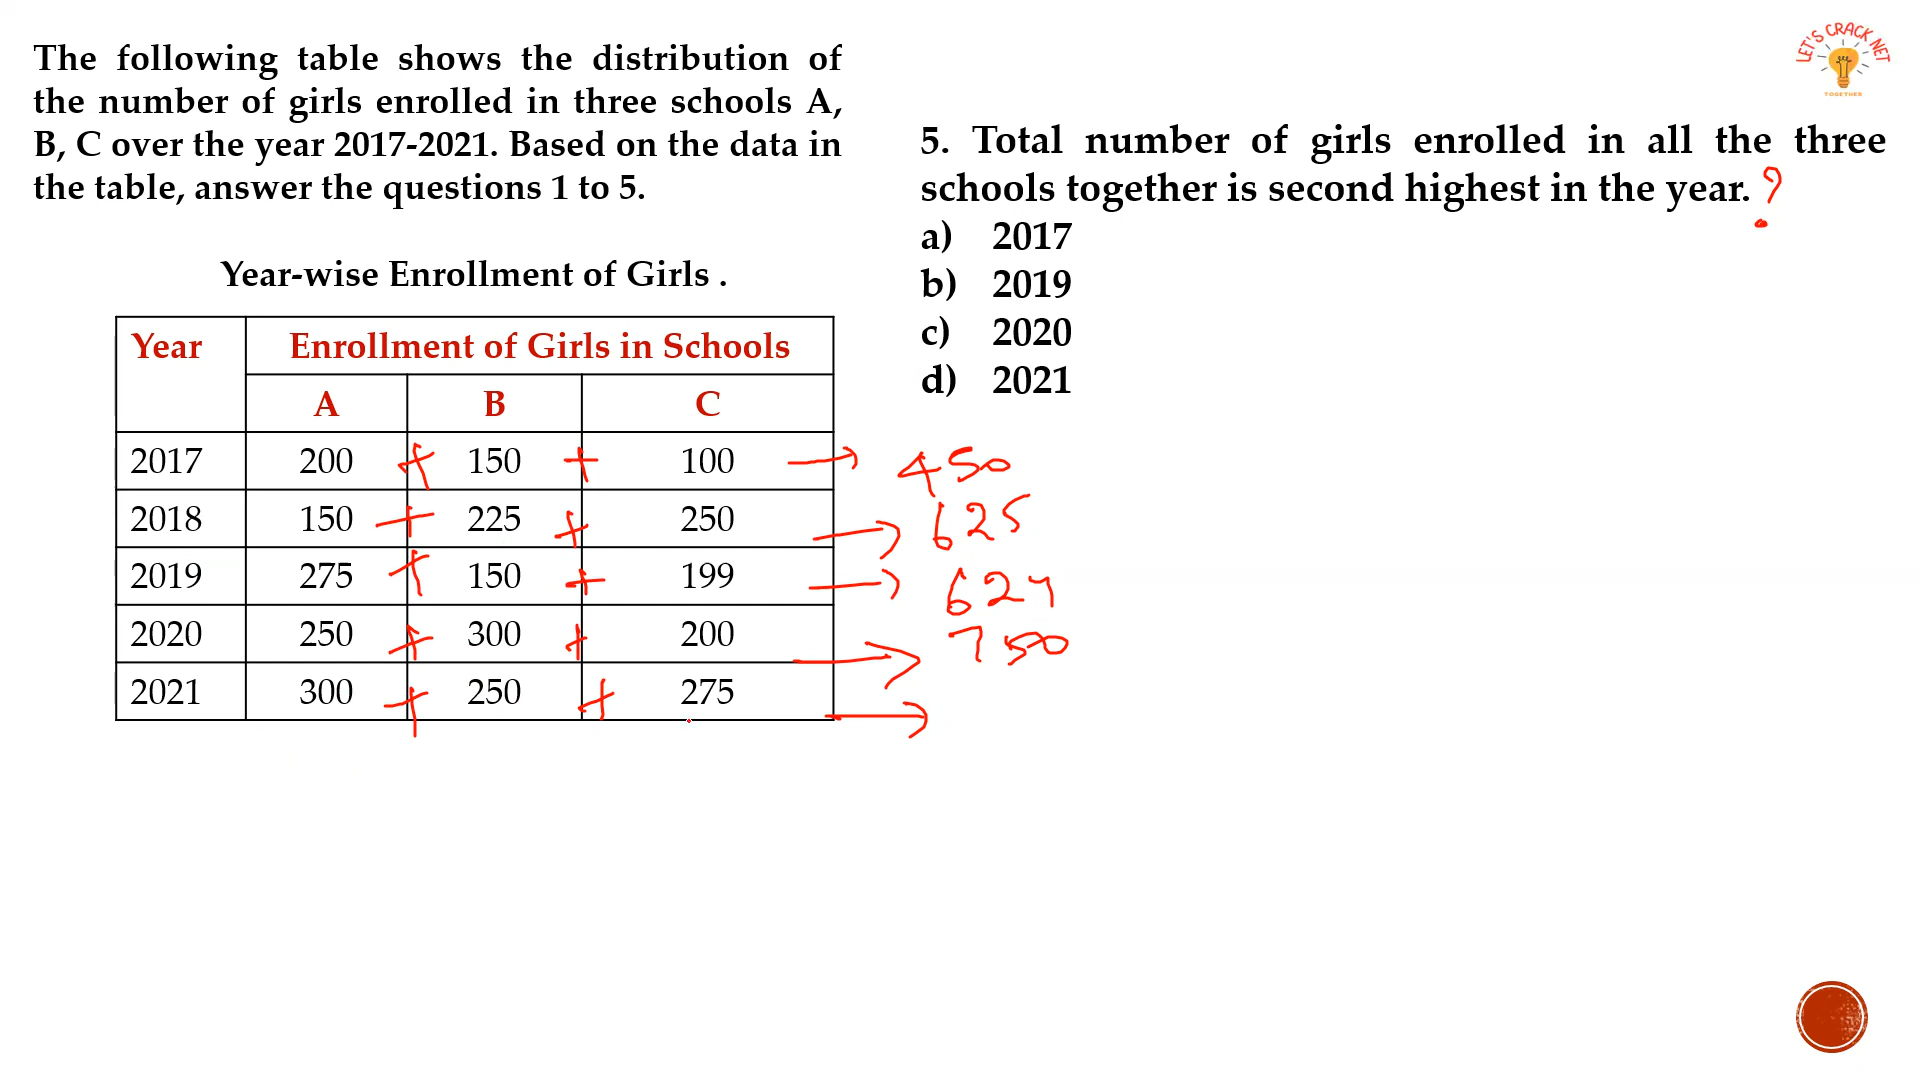 The following table shows the distribution of
the number of girls enrolled in three schools A,
B, C over the year 2017-2021. Based on the data in
the table, answer the questions 1 to 5.
Year-wise Enrollment of Girls .
Year Enrollment of Girls in Schools
A B C
2017 200 + 150 + 100 → 450
2018 150 + 225 + 250 → 625
2019 275 + 150 + 199 → 624
2020 250 + 300 + 200 → 750
2021 300 + 250 + 275 →
LET'S CRACK NET
TOGETHER
5. Total number of girls enrolled in all the three
schools together is second highest in the year. ?
a) 2017
b) 2019
c) 2020
d) 2021